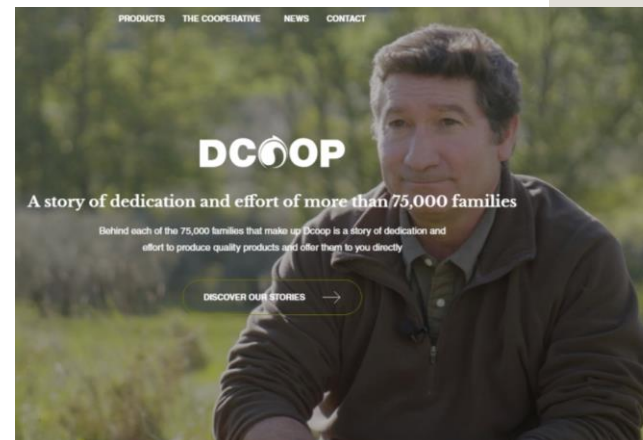 PRODUCTS THE COOPERATIVE NEWS CONTACT
DCOOP
A story of dedication and effort of more than 75,000 families
Behind each of the 75,000 families that make up Dcoop is a story of dedication and
effort to produce quality products and offer them to you directly
DISCOVER OUR STORIES